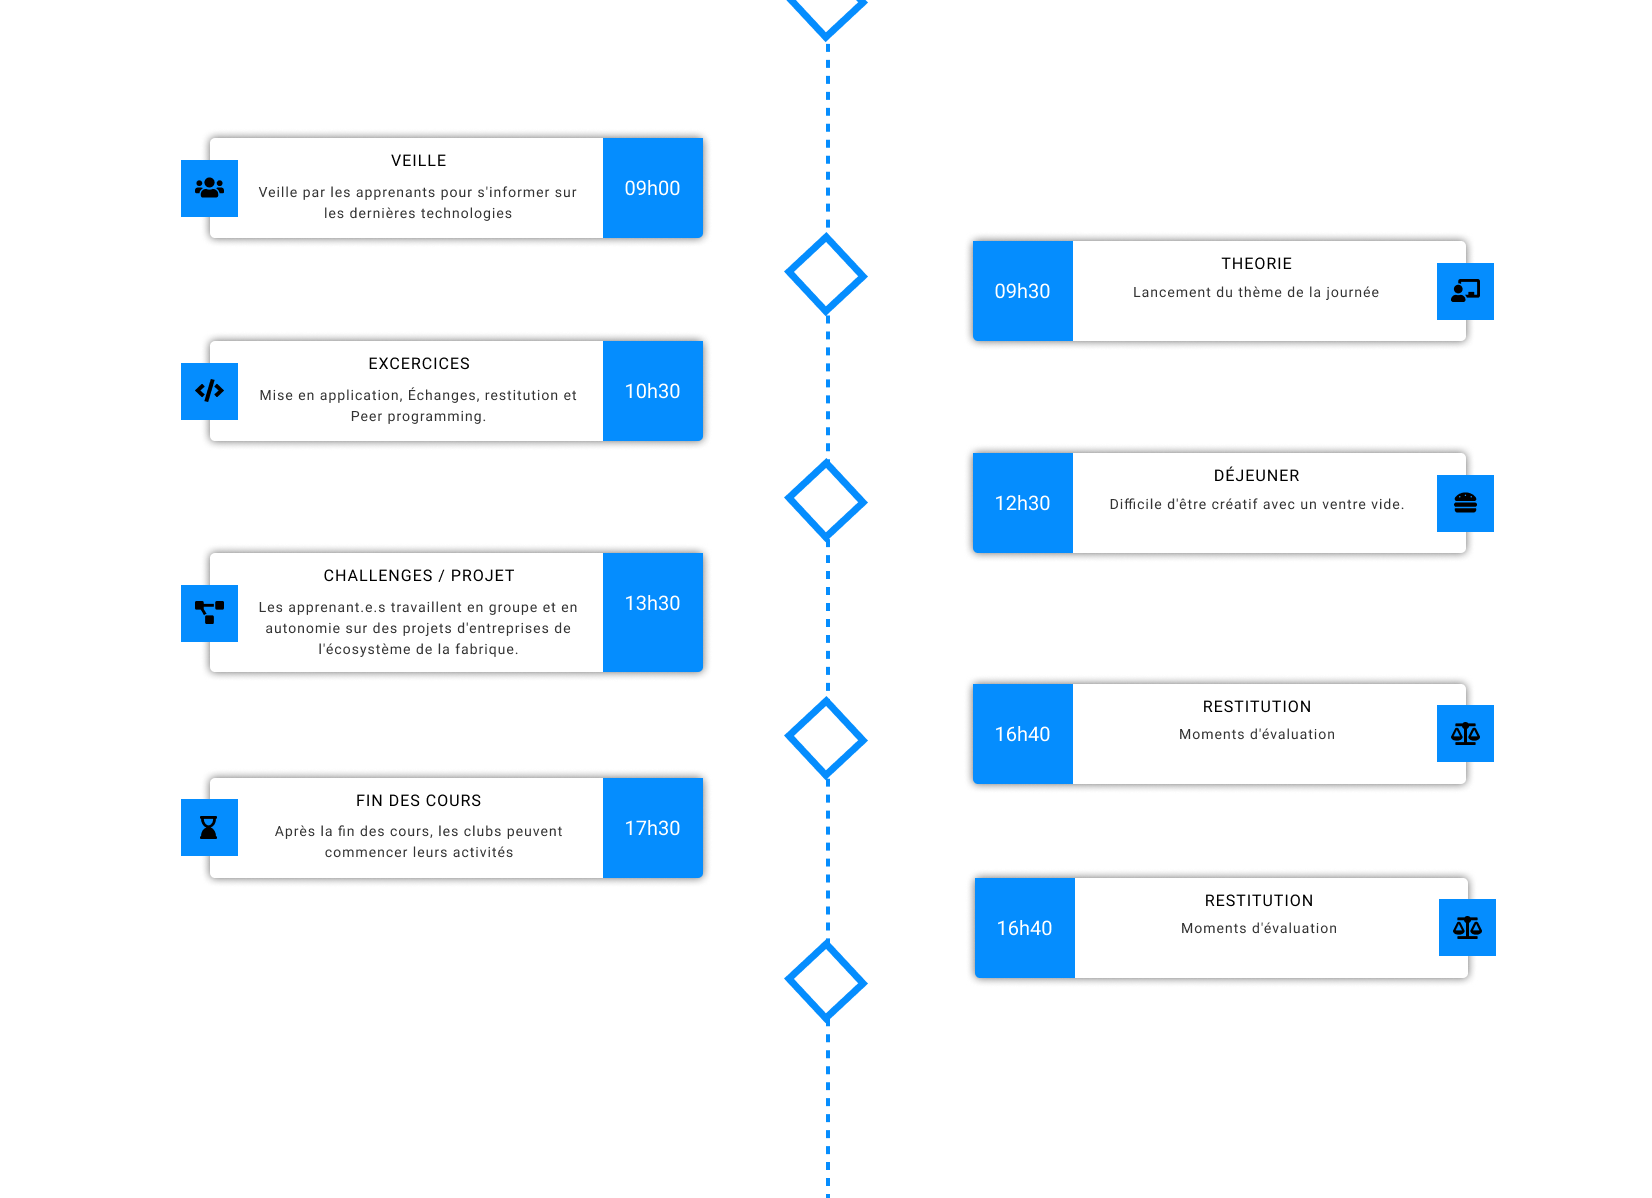 VEILLE
Veille par les apprenants pour s'informer sur
les dernières technologies
09h00
09h30
THEORIE
Lancement du thème de la journée
EXCERCICES
Mise en application, Échanges, restitution et
Peer programming.
10h30
12h30
DÉJEUNER
Difficile d'être créatif avec un ventre vide.
CHALLENGES / PROJET
Les apprenant.e.s travaillent en groupe et en
autonomie sur des projets d'entreprises de
l'écosystème de la fabrique.
13h30
16h40
RESTITUTION
Moments d'évaluation
FIN DES COURS
Après la fin des cours, les clubs peuvent
commencer leurs activités
17h30
16h40
RESTITUTION
Moments d'évaluation